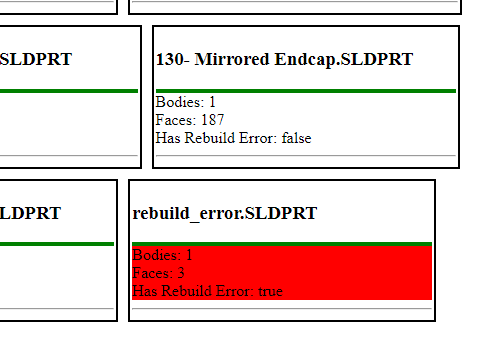 SLDPRT
130- Mirrored Endcap.SLDPRT
Bodies: 1
Faces: 187
Has Rebuild Error: false
LDPRT
rebuild_error.SLDPRT
Bodies: 1
Faces: 3
Has Rebuild Error: true